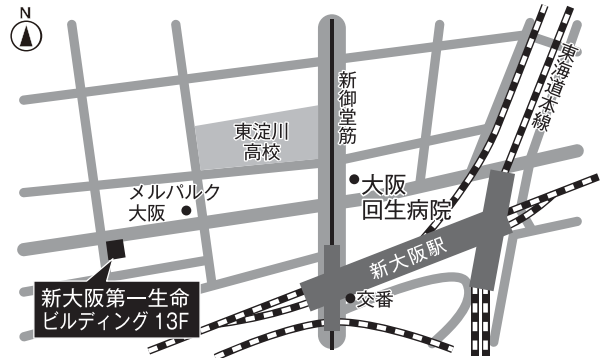 N
東海道本線
新御堂筋
東淀川
高校
大阪
回生病院
メルパルク
大阪
新大阪駅
交番
新大阪第一生命
ビルディング 13F